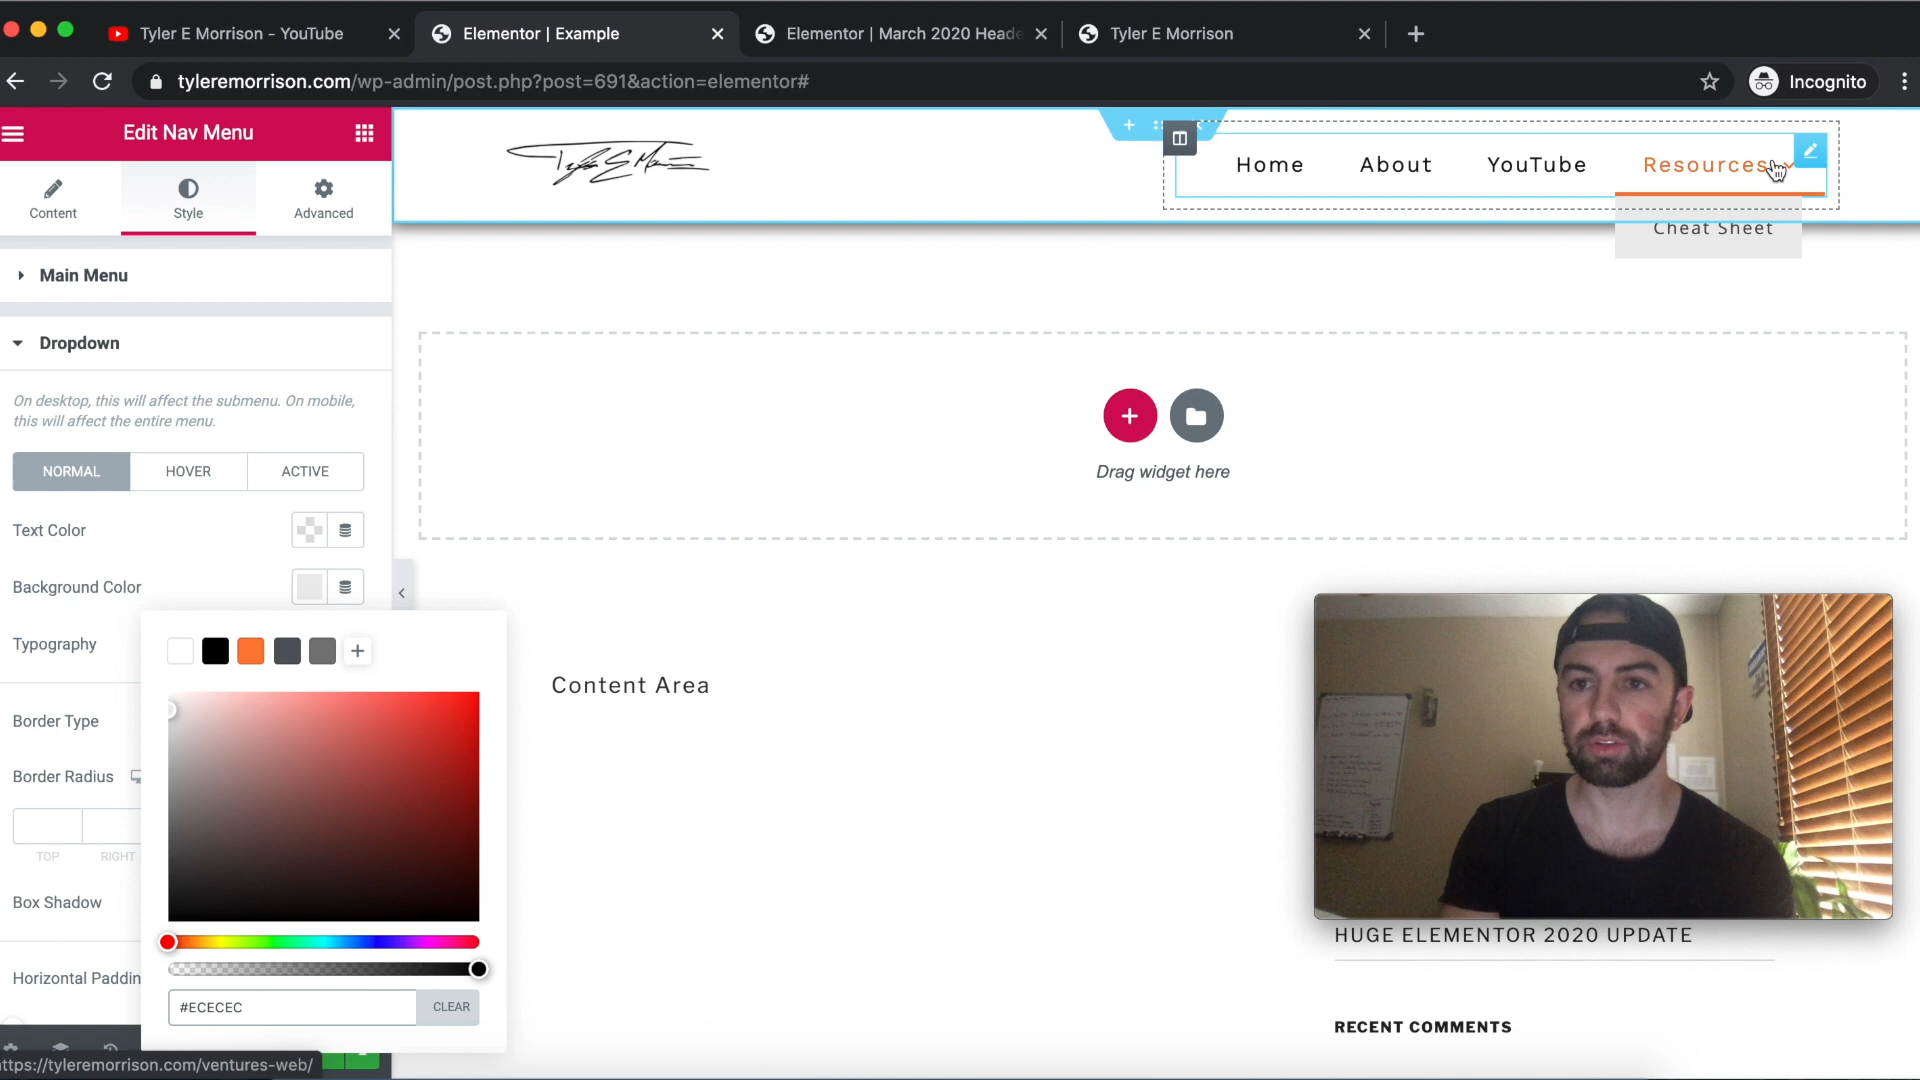 Tyler E Morrison - YouTube
Elementor | Example
Elementor | March 2020 Heade
Tyler E Morrison
tyleremorrison.com/wp-admin/post.php?post=691&action=elementor#
Incognito
Edit Nav Menu
Home
About
YouTube
Resources
Content
Style
Advanced
Cheat Sheet
Main Menu
Dropdown
On desktop, this will affect the submenu. On mobile,
this will affect the entire menu.
NORMAL
HOVER
ACTIVE
Drag widget here
Text Color
Background Color
Typography
Content Area
Border Type
Border Radius
TOP
RIGHT
Box Shadow
HUGE ELEMENTOR 2020 UPDATE
Horizontal Paddin
#ECECEC
CLEAR
RECENT COMMENTS
ttps://tyleremorrison.com/ventures-web/